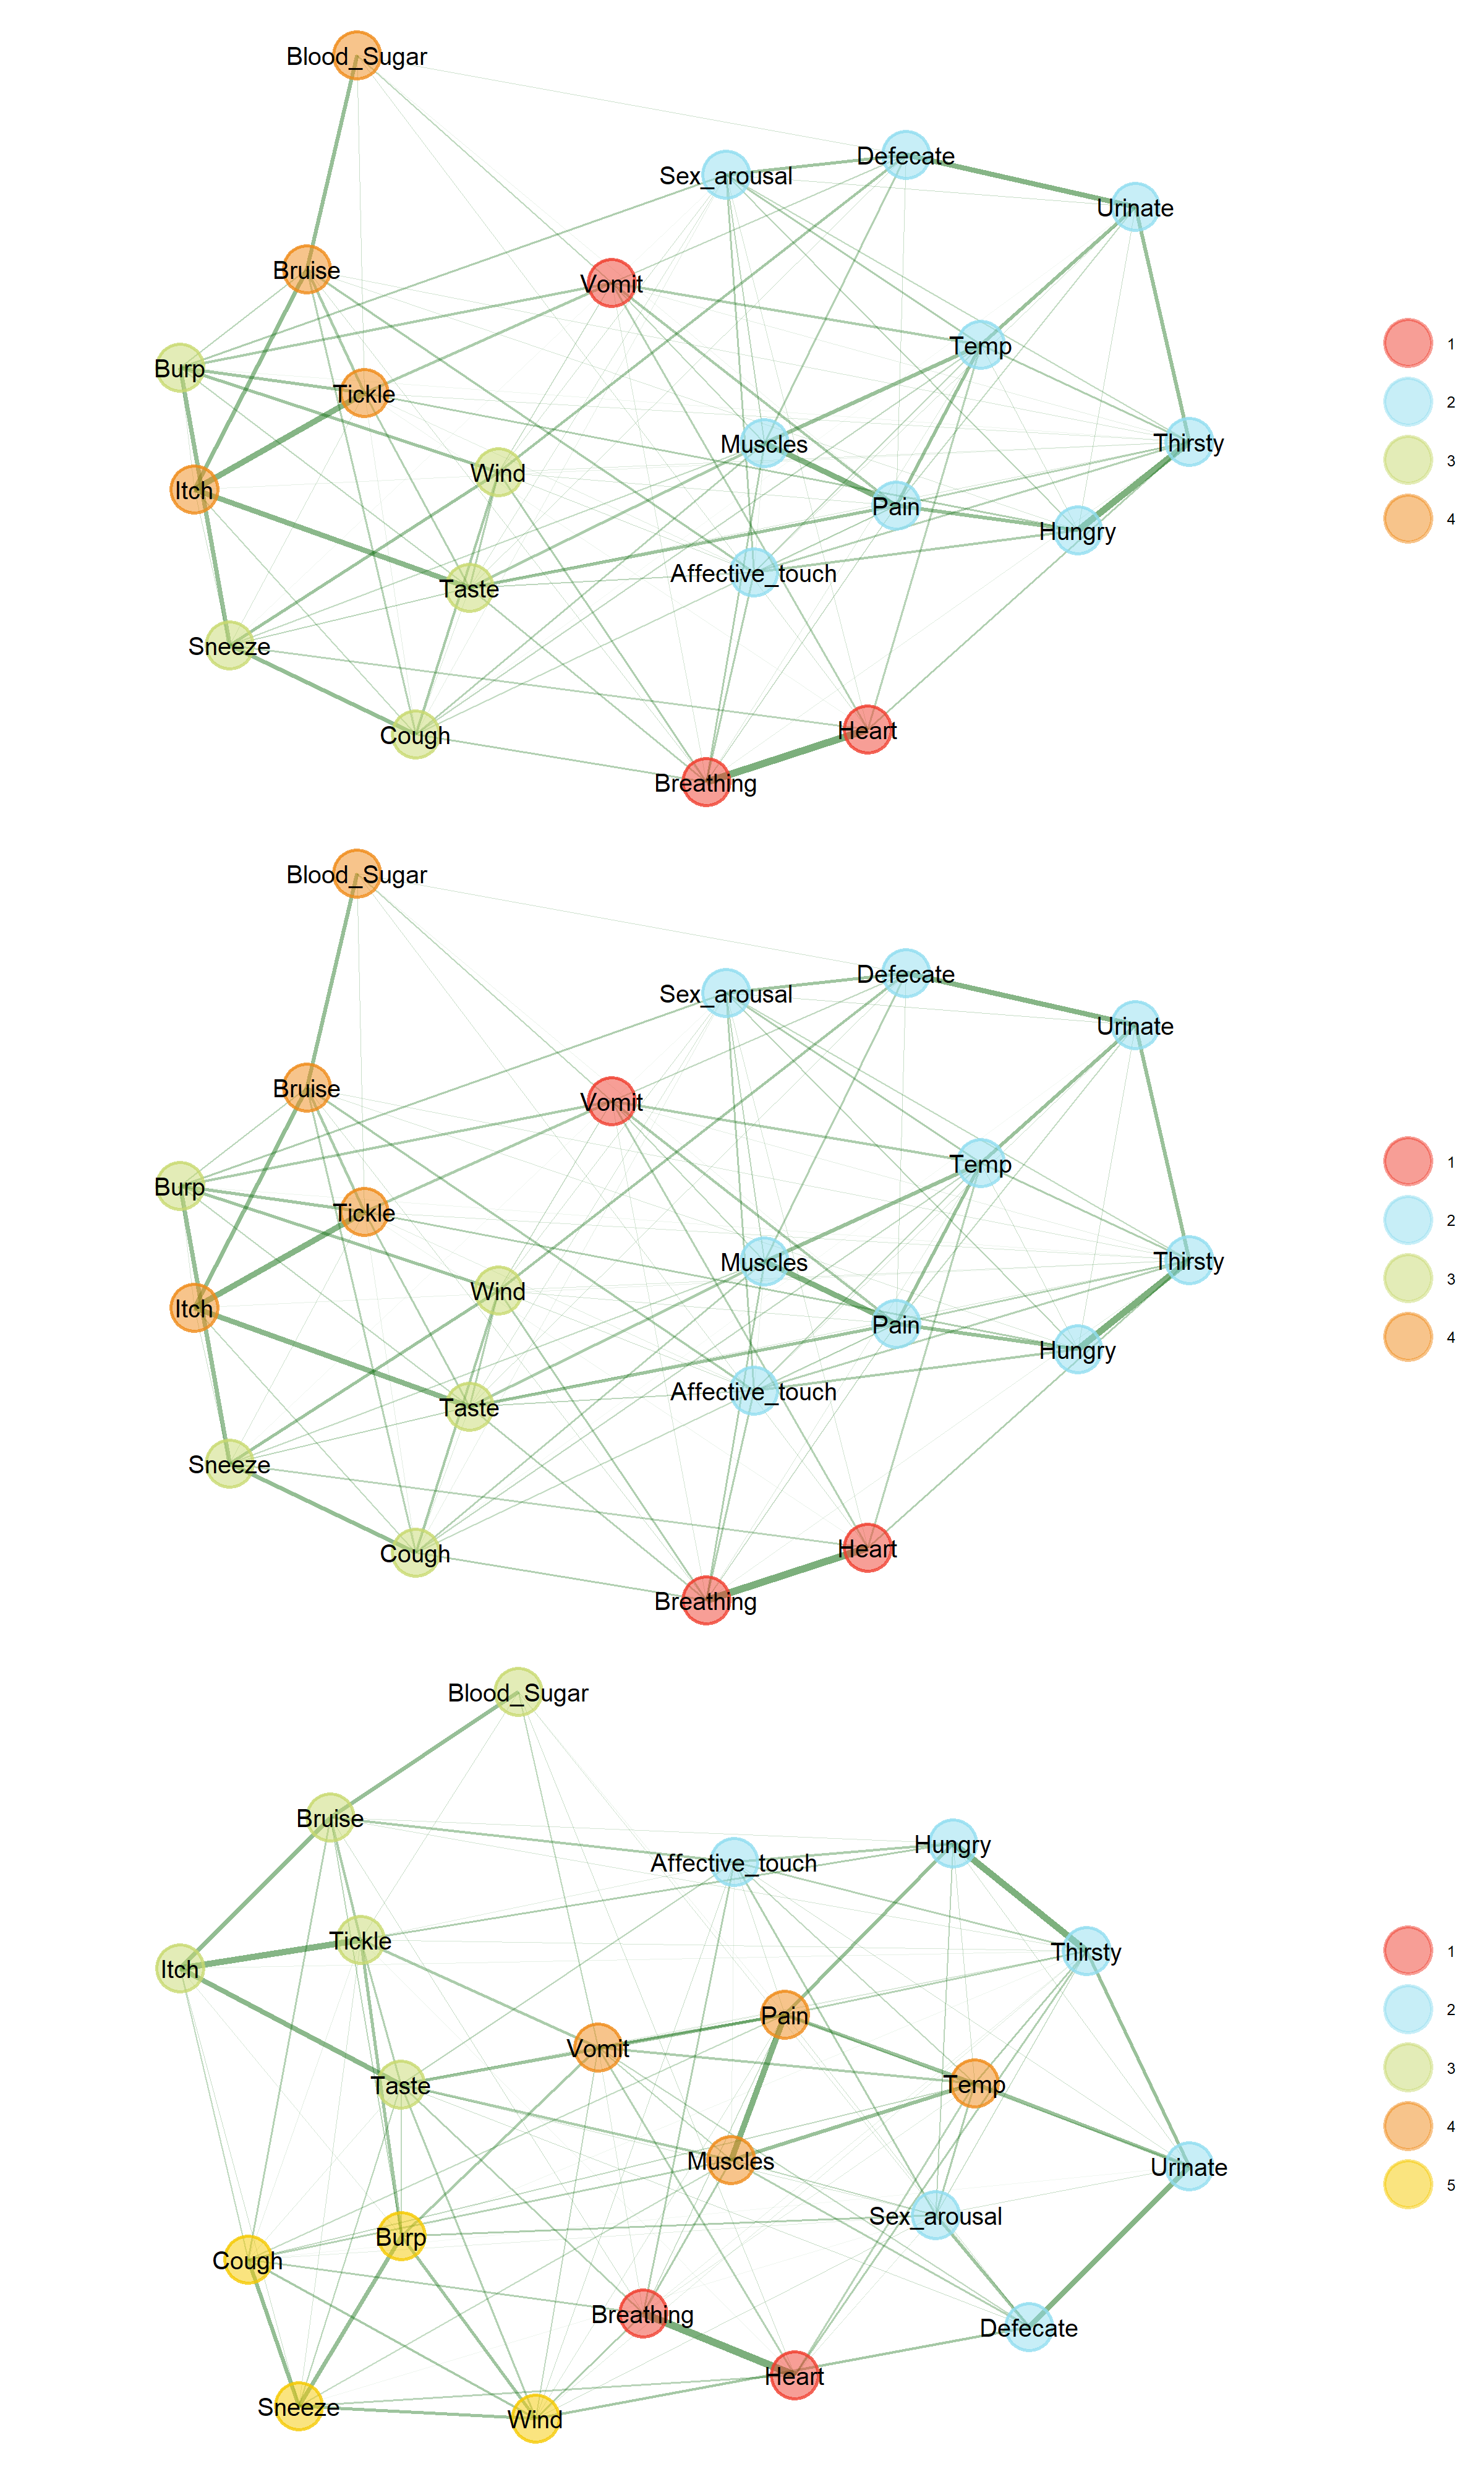 Blood_Sugar
Defecate
Sex_arousal
Urinate
Bruise
Vomit
1
Temp
Burp
Tickle
2
Muscles
Thirsty
3
Wind
Itch
Pain
4
Hungry
Affective_touch
Taste
Sneeze
Heart
Cough
Breathing
Blood_Sugar
Defecate
Sex_arousal
Urinate
Bruise
Vomit
1
Temp
Burp
Tickle
2
Muscles
Thirsty
3
Wind
Itch
Pain
4
Hungry
Affective_touch
Taste
Sneeze
Heart
Cough
Breathing
Blood_Sugar
Bruise
Hungry
Affective_touch
Tickle
1
Thirsty
Itch
2
Pain
Vomit
3
Temp
Taste
4
Muscles
Urinate
5
Sex_arousal
Burp
Cough
Breathing
Defecate
Heart
Sneeze
Wind